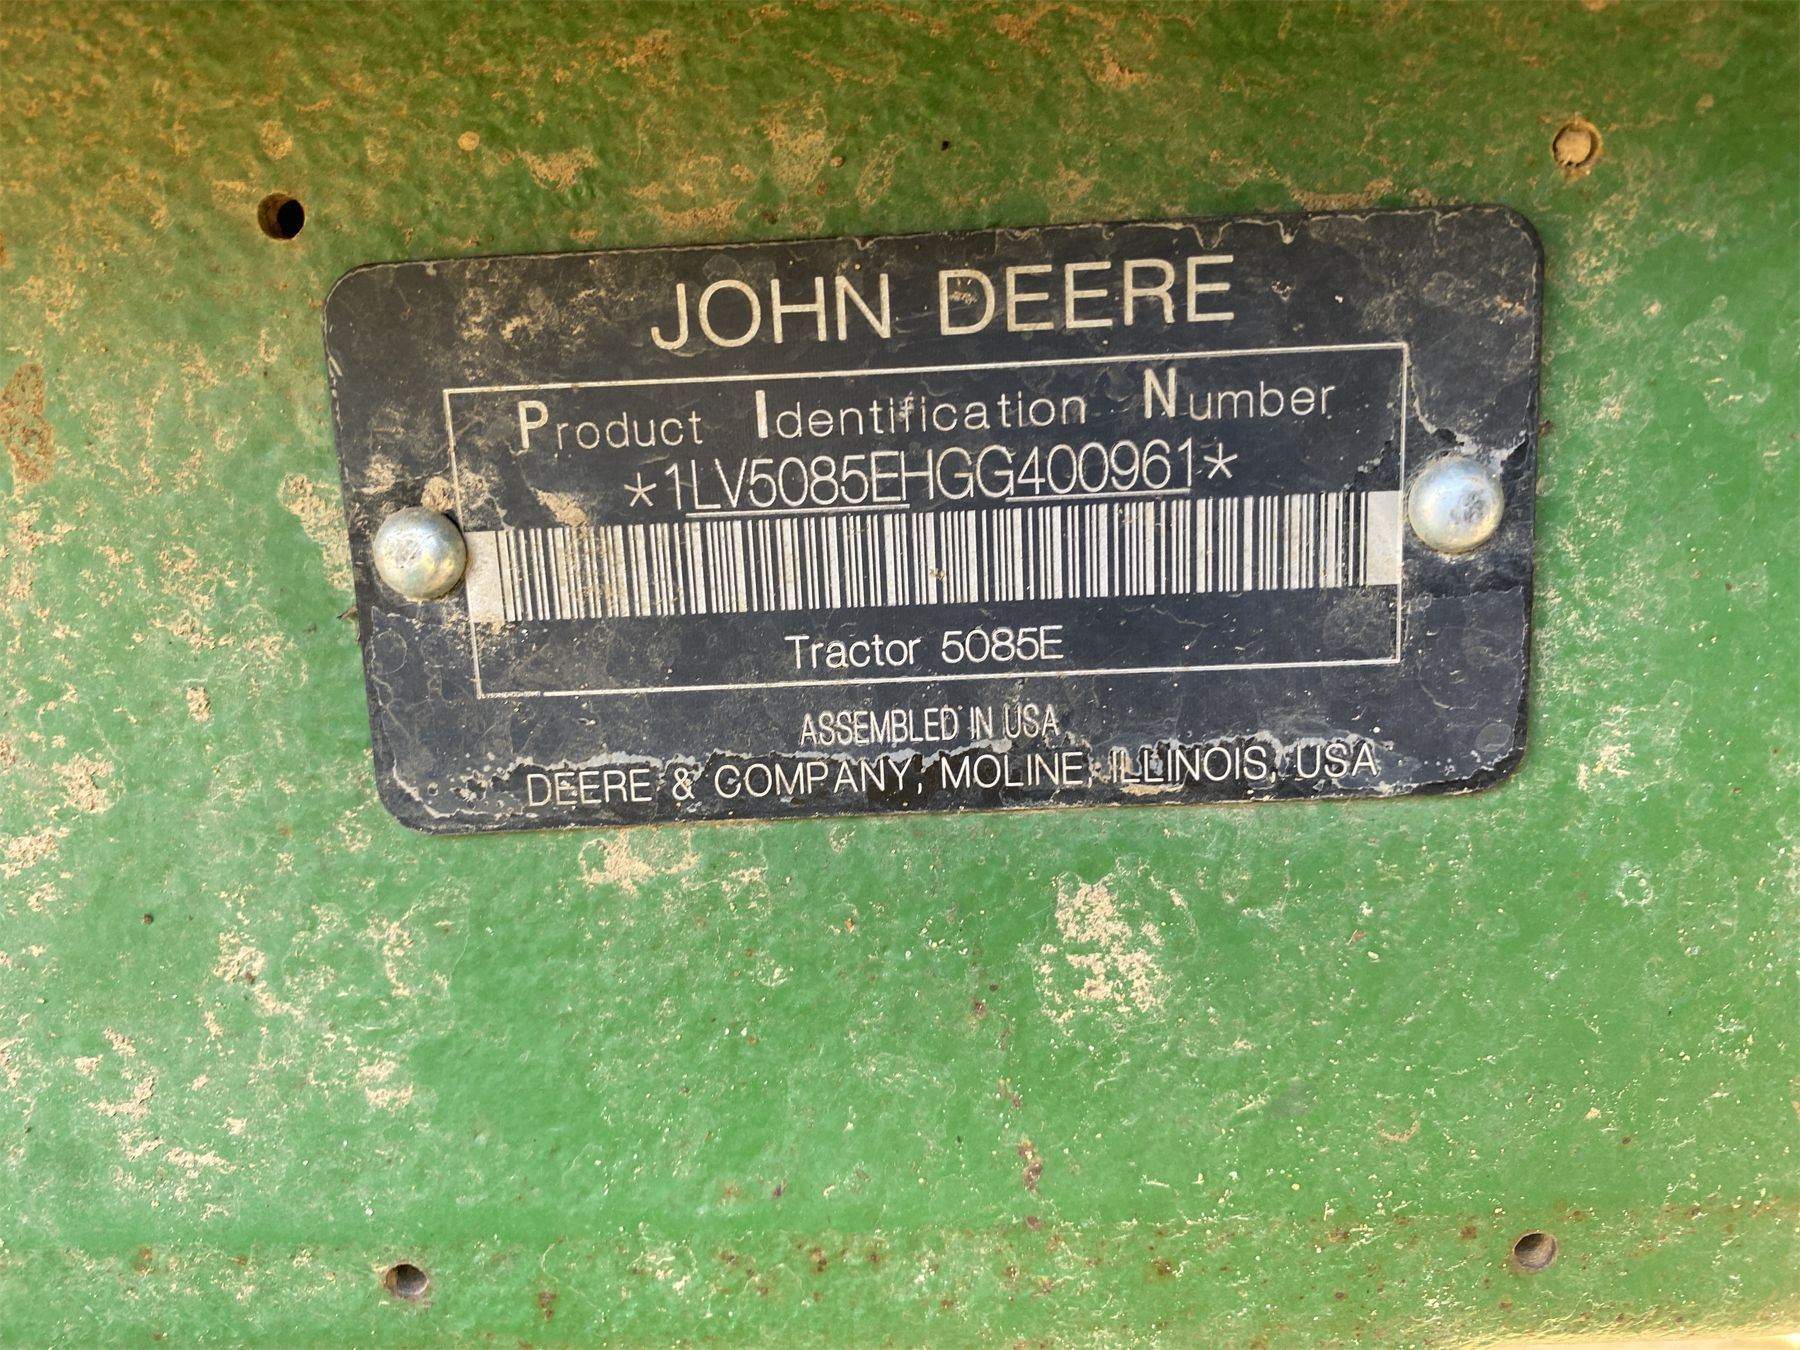 JOHN DEERE
Product Identification Number
*1LV5085EHGG400961*
Tractor 5085E
ASSEMBLED IN USA
DEERE & COMPANY, MOLINE, ILLINOIS, USA